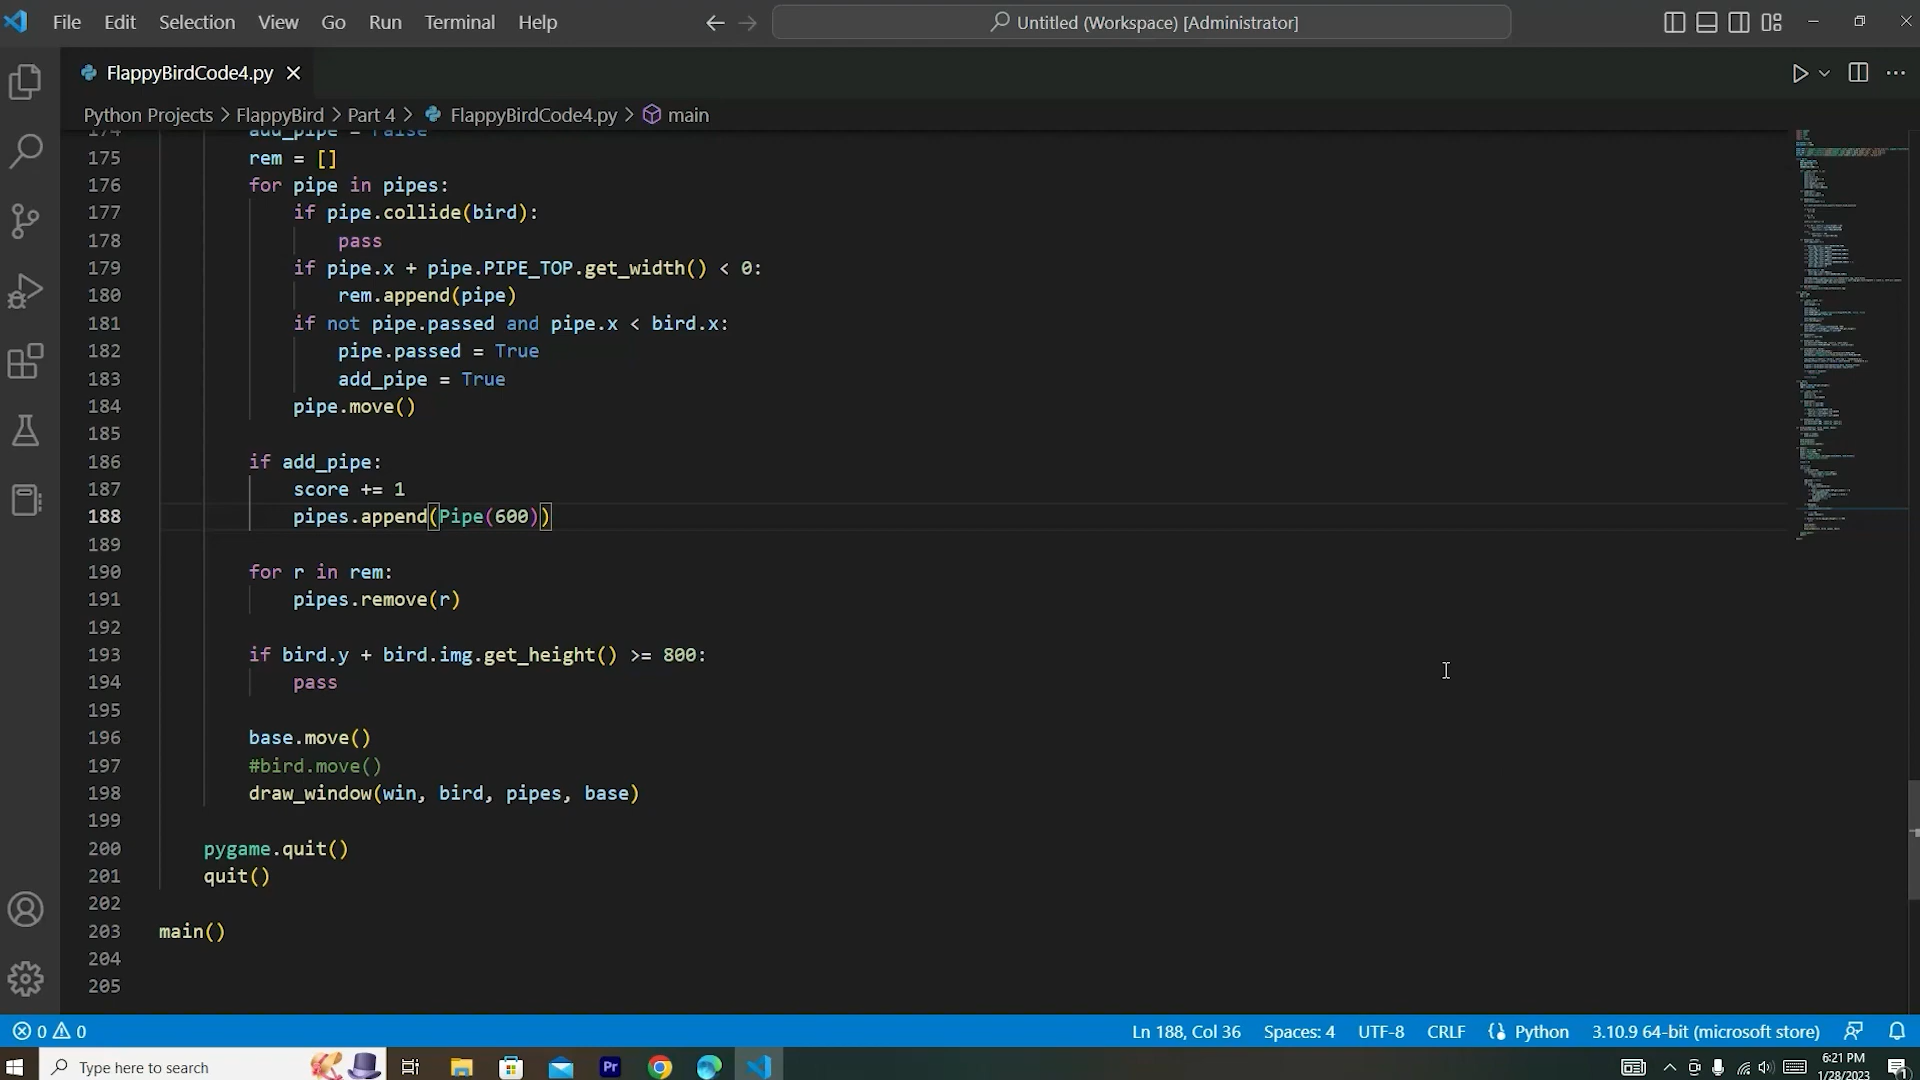 File Edit Selection View Go Run Terminal Help
Untitled (Workspace) [Administrator]
FlappyBirdCode4.py
Python Projects > FlappyBird > Part 4 > FlappyBirdCode4.py > main
174 add_pipe = False
175 rem = []
176 for pipe in pipes:
177 if pipe.collide(bird):
178 pass
179 if pipe.x + pipe.PIPE_TOP.get_width() < 0:
180 rem.append(pipe)
181 if not pipe.passed and pipe.x < bird.x:
182 pipe.passed = True
183 add_pipe = True
184 pipe.move()
185
186 if add_pipe:
187 score += 1
188 pipes.append(Pipe(600))
189
190 for r in rem:
191 pipes.remove(r)
192
193 if bird.y + bird.img.get_height() >= 800:
194 pass
195
196 base.move()
197 #bird.move()
198 draw_window(win, bird, pipes, base)
199
200 pygame.quit()
201 quit()
202
203 main()
204
205
0 0 Ln 188, Col 36 Spaces: 4 UTF-8 CRLF Python 3.10.9 64-bit (microsoft store)
Type here to search
Pr
6:21 PM
1/28/2023
1